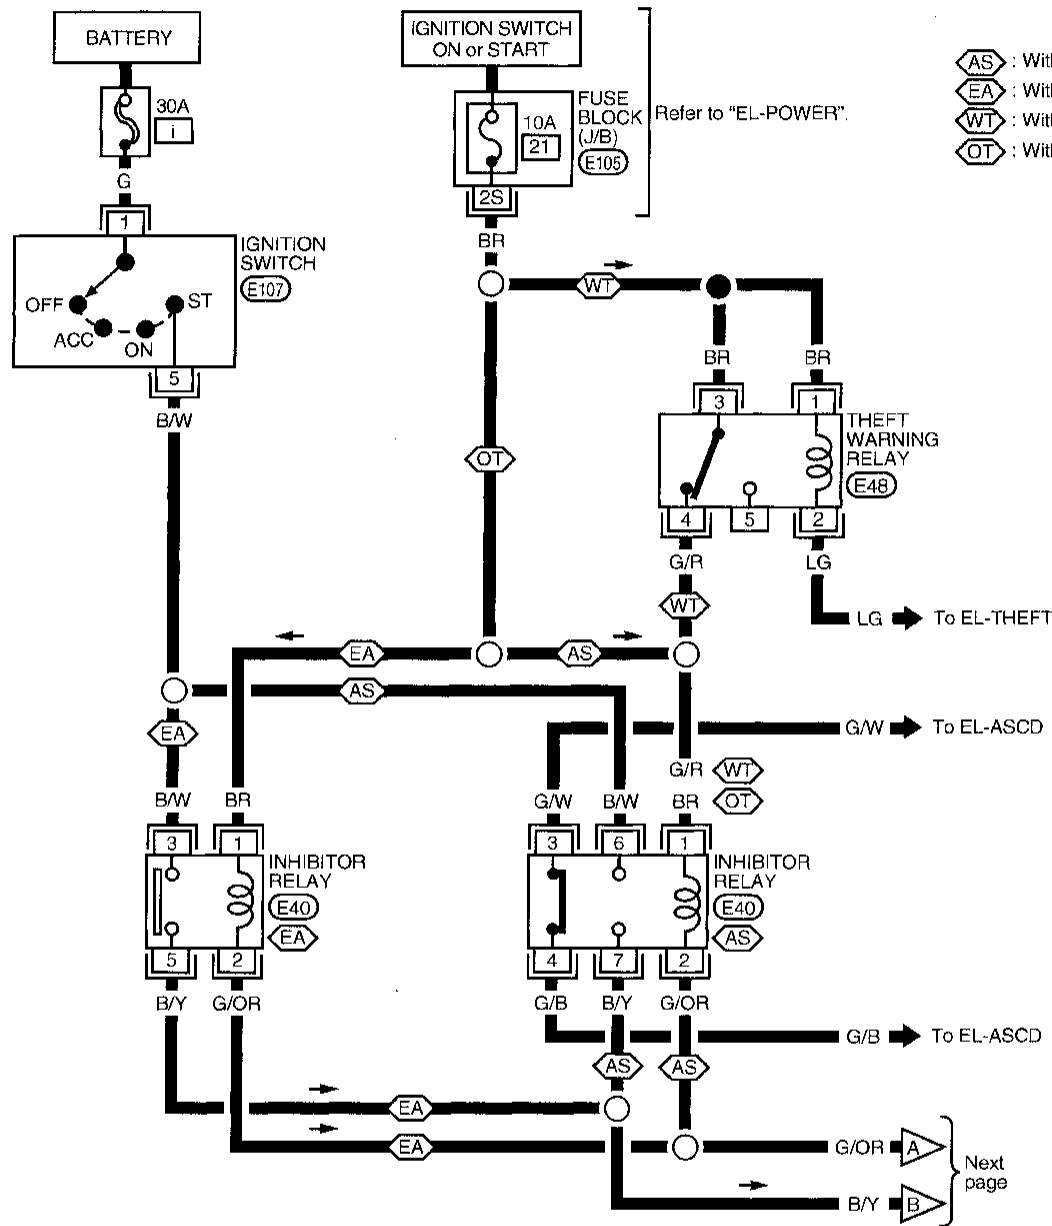 BATTERY
30A
i
G
1
IGNITION SWITCH
ON or START
10A
21
FUSE
BLOCK
(J/B)
E105
2S
BR
Refer to "EL-POWER".
AS : Wit
EA : Wit
WT : Wit
OT : Wit
IGNITION
SWITCH
E107
OFF
ACC
ON
ST
5
B/W
WT
OT
BR
BR
3
1
THEFT
WARNING
RELAY
E48
4
5
2
G/R
LG
WT
LG
To EL-THEFT
EA
AS
AS
EA
G/W
To EL-ASCD
G/R
WT
OT
B/W
BR
G/W
B/W
BR
3
1
INHIBITOR
RELAY
E40
EA
5
2
B/Y
G/OR
3
6
1
INHIBITOR
RELAY
E40
AS
4
7
2
G/B
B/Y
G/OR
G/B
To EL-ASCD
AS
AS
EA
EA
G/OR
A
B/Y
B
Next
page